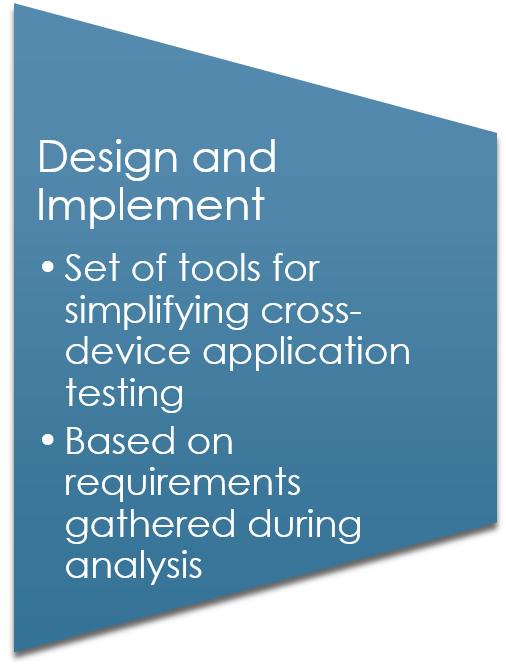 Design and
Implement
• Set of tools for
simplifying cross-
device application
testing
• Based on
requirements
gathered during
analysis